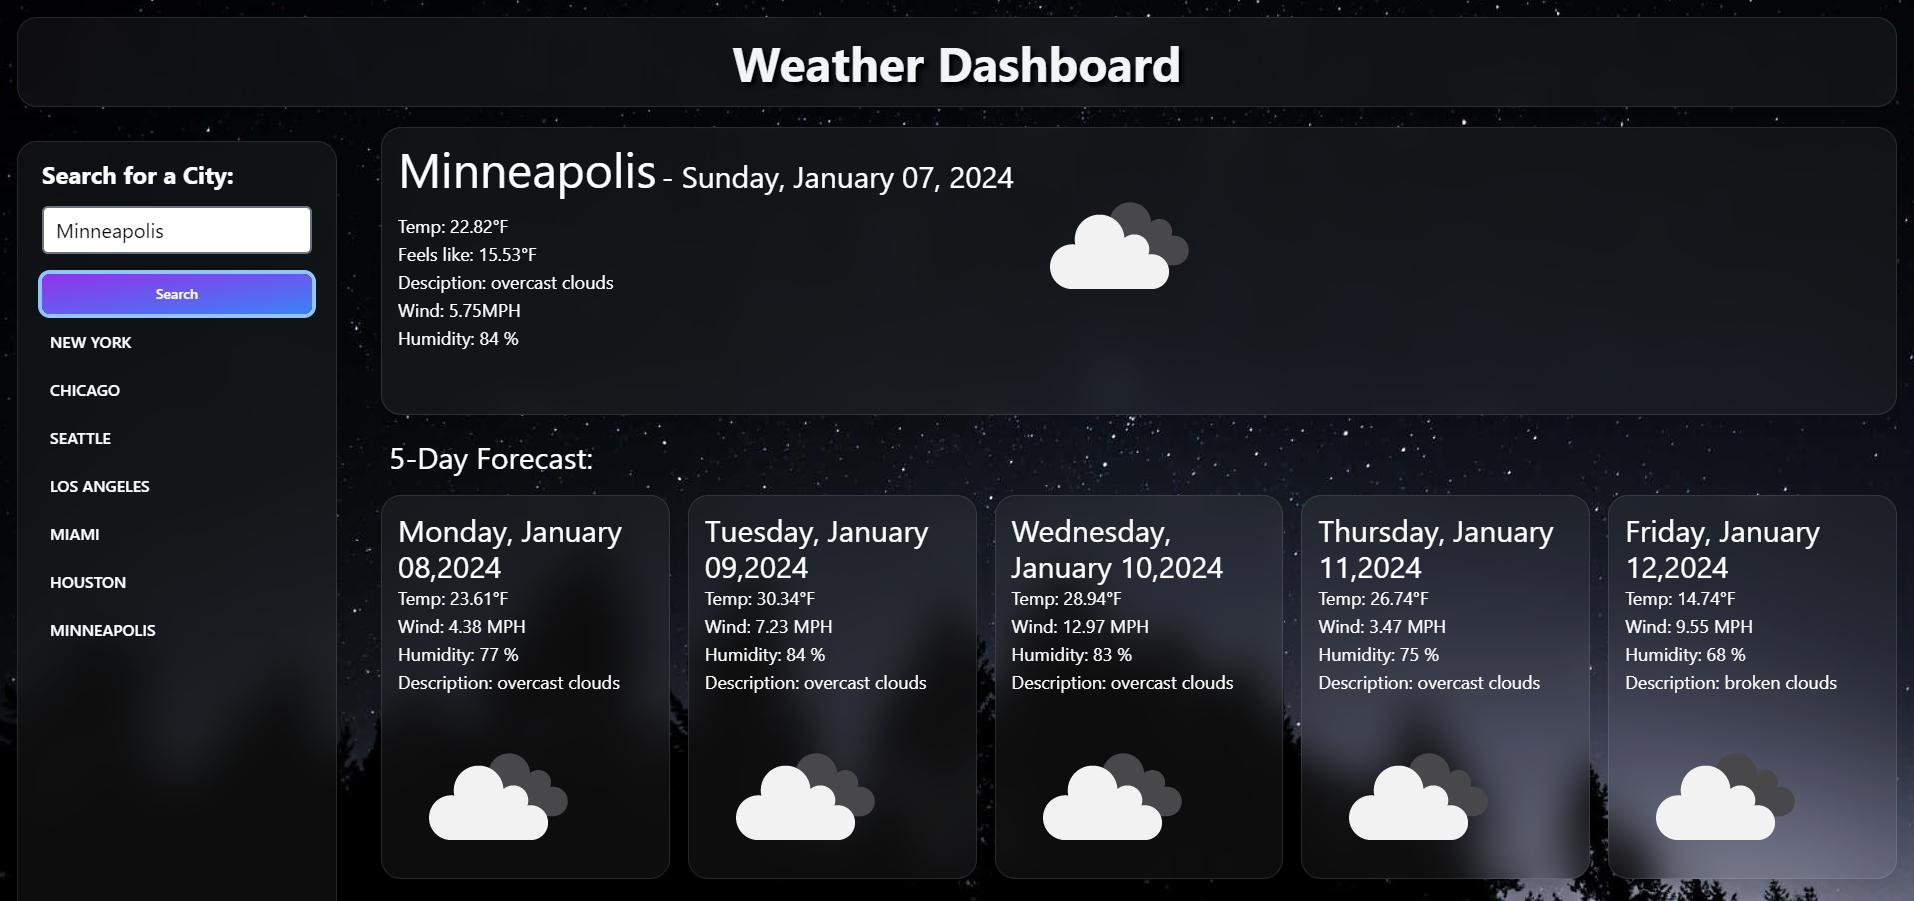 Weather Dashboard
Search for a City:
Minneapolis
Search
NEW YORK
CHICAGO
SEATTLE
LOS ANGELES
MIAMI
HOUSTON
MINNEAPOLIS
Minneapolis - Sunday, January 07, 2024
Temp: 22.82°F
Feels like: 15.53°F
Desciption: overcast clouds
Wind: 5.75MPH
Humidity: 84 %
5-Day Forecast:
Monday, January
08,2024
Temp: 23.61°F
Wind: 4.38 MPH
Humidity: 77 %
Description: overcast clouds
Tuesday, January
09,2024
Temp: 30.34°F
Wind: 7.23 MPH
Humidity: 84 %
Description: overcast clouds
Wednesday,
January 10,2024
Temp: 28.94°F
Wind: 12.97 MPH
Humidity: 83 %
Description: overcast clouds
Thursday, January
11,2024
Temp: 26.74°F
Wind: 3.47 MPH
Humidity: 75 %
Description: overcast clouds
Friday, January
12,2024
Temp: 14.74°F
Wind: 9.55 MPH
Humidity: 68 %
Description: broken clouds